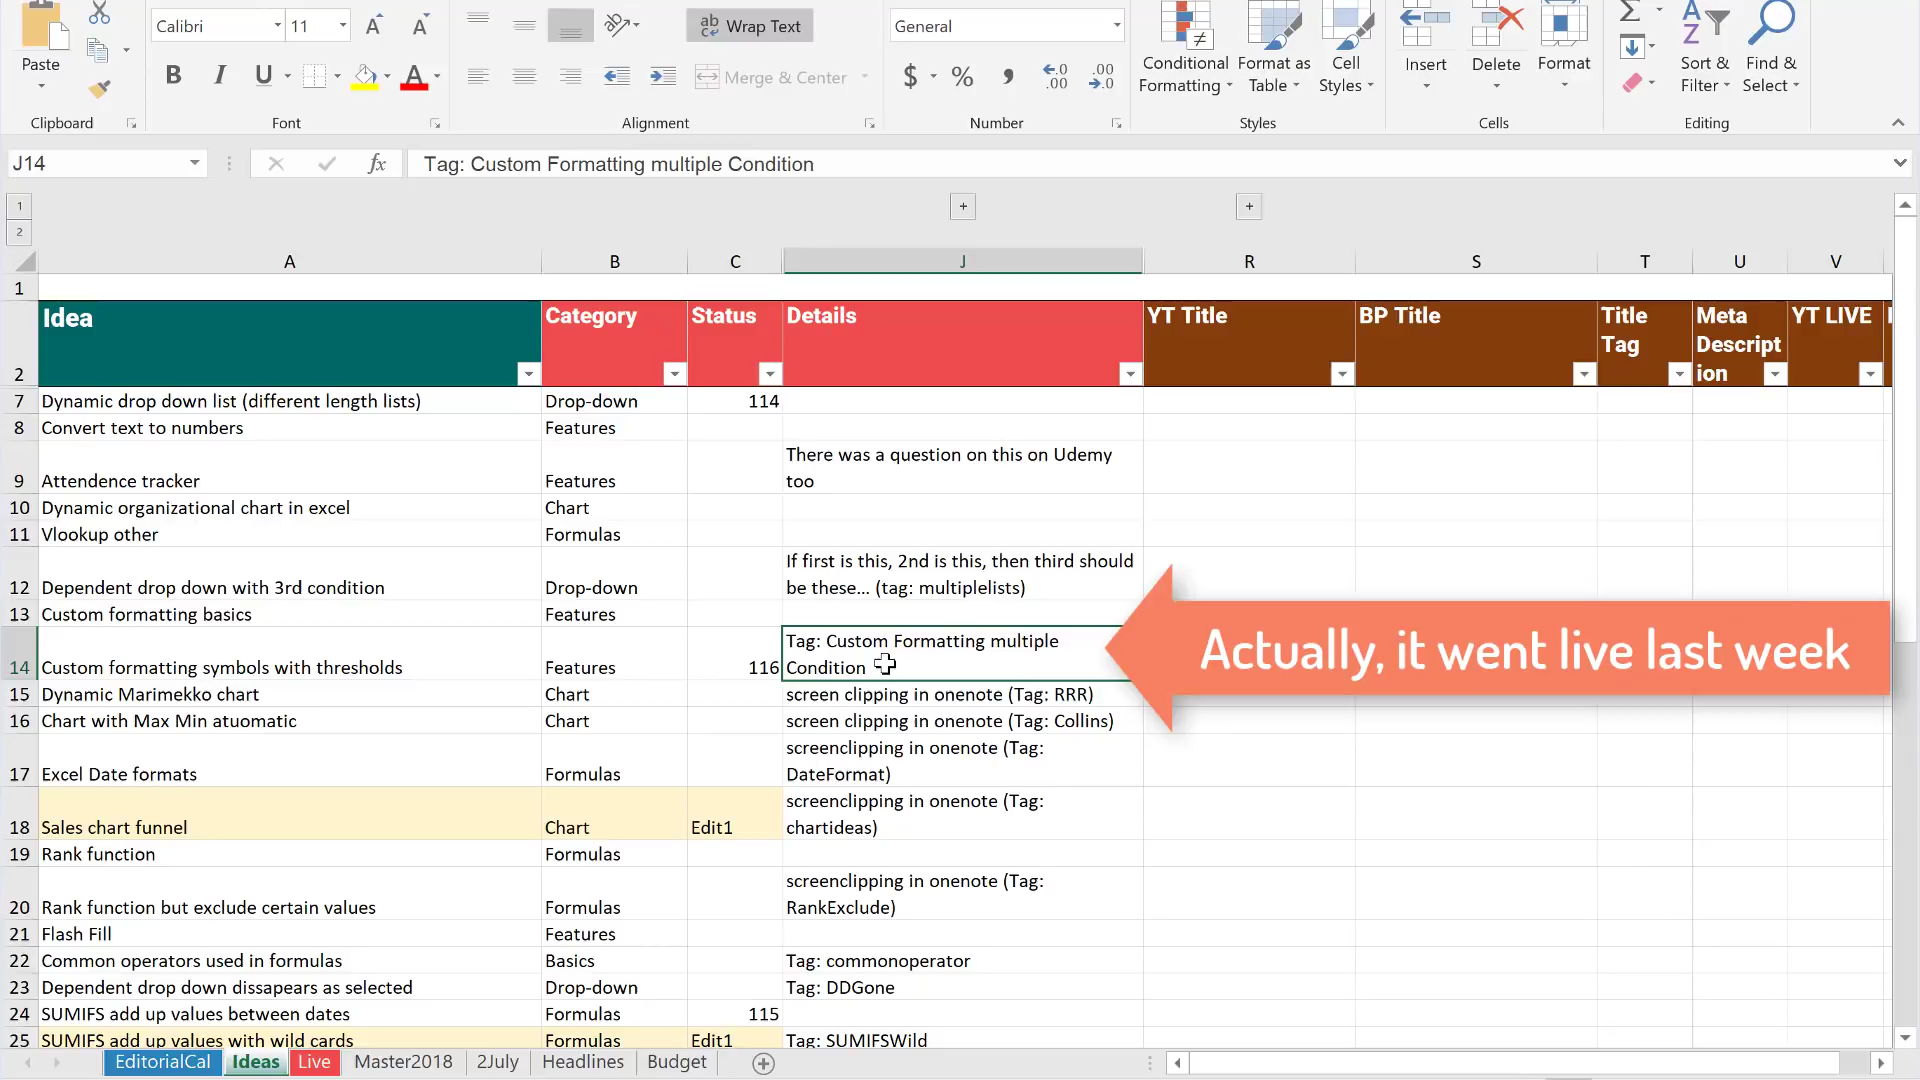 Paste
Clipboard
Calibri
11
B I U
Font
Wrap Text
Merge & Center
Alignment
General
$ % ,
Number
Conditional Formatting
Format as Table
Cell Styles
Styles
Insert
Delete
Format
Cells
Sort & Filter
Find & Select
Editing
J14
fx
Tag: Custom Formatting multiple Condition
1
2
A B C J R S T U V
1
2 Idea Category Status Details YT Title BP Title Title Tag Meta Description YT LIVE
7 Dynamic drop down list (different length lists) Drop-down 114
8 Convert text to numbers Features
There was a question on this on Udemy
9 Attendence tracker Features too
10 Dynamic organizational chart in excel Chart
11 Vlookup other Formulas
If first is this, 2nd is this, then third should
12 Dependent drop down with 3rd condition Drop-down be these... (tag: multiplelists)
13 Custom formatting basics Features
Tag: Custom Formatting multiple
14 Custom formatting symbols with thresholds Features 116 Condition
Actually, it went live last week
15 Dynamic Marimekko chart Chart screen clipping in onenote (Tag: RRR)
16 Chart with Max Min atuomatic Chart screen clipping in onenote (Tag: Collins)
screenclipping in onenote (Tag:
17 Excel Date formats Formulas DateFormat)
screenclipping in onenote (Tag:
18 Sales chart funnel Chart Edit1 chartideas)
19 Rank function Formulas
screenclipping in onenote (Tag:
20 Rank function but exclude certain values Formulas RankExclude)
21 Flash Fill Features
22 Common operators used in formulas Basics Tag: commonoperator
23 Dependent drop down dissapears as selected Drop-down Tag: DDGone
24 SUMIFS add up values between dates Formulas 115
25 SUMIFS add up values with wild cards Formulas Edit1 Tag: SUMIFSWild
EditorialCal Ideas Live Master2018 2July Headlines Budget